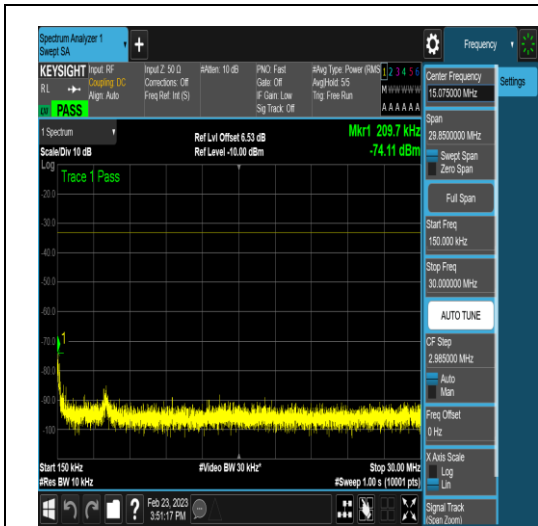 Spectrum Analyzer 1
Swept SA
Frequency
KEYSIGHT
RL
Input: RF
Coupling: DC
Align: Auto
Input Z: 50 Ω
Corrections: Off
Freq Ref: Int (S)
#Atten: 10 dB
PNO: Fast
Gate: Off
IF Gain: Low
Sig Track: Off
#Avg Type: Power (RMS
Avg|Hold: 5/5
Trig: Free Run
1 2 3 4 5 6
M W W W W W
A A A A A A
PASS
1 Spectrum
Scale/Div 10 dB
Ref Lvl Offset 6.53 dB
Ref Level -10.00 dBm
Mkr1 209.7 kHz
-74.11 dBm
Log
Trace 1 Pass
-20.0
-30.0
-40.0
-50.0
-60.0
-70.0
-80.0
-90.0
-100
1
Start 150 kHz
#Res BW 10 kHz
#Video BW 30 kHz*
Stop 30.00 MHz
#Sweep 1.00 s (10001 pts)
Center Frequency
15.075000 MHz
Settings
Span
29.8500000 MHz
Swept Span
Zero Span
Full Span
Start Freq
150.000 kHz
Stop Freq
30.000000 MHz
AUTO TUNE
CF Step
2.985000 MHz
Auto
Man
Freq Offset
0 Hz
X Axis Scale
Log
Lin
Signal Track
(Span Zoom)
Feb 23, 2023
3:51:17 PM